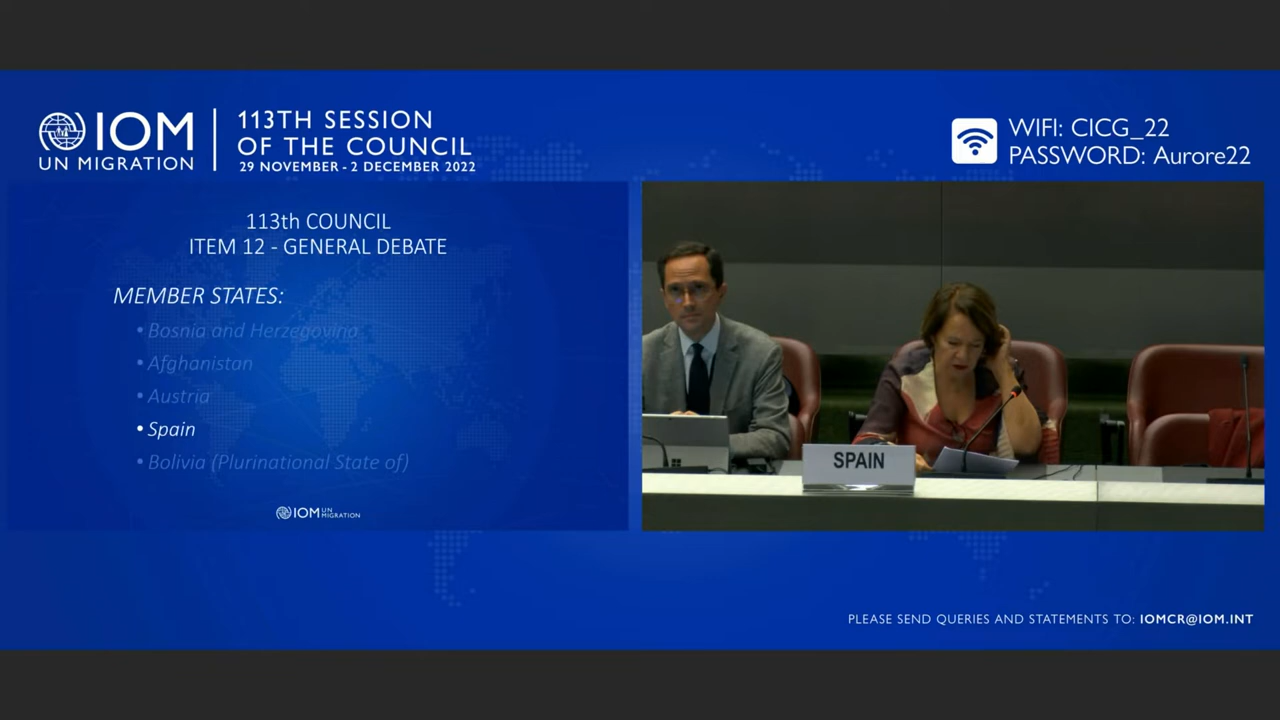 IOM
UN MIGRATION
113TH SESSION
OF THE COUNCIL
29 NOVEMBER - 2 DECEMBER 2022
WIFI: CICG_22
PASSWORD: Aurore22
113th COUNCIL
ITEM 12 - GENERAL DEBATE
MEMBER STATES:
• Bosnia and Herzegovina
• Afghanistan
• Austria
• Spain
• Bolivia (Plurinational State of)
IOM UN MIGRATION
SPAIN
PLEASE SEND QUERIES AND STATEMENTS TO: IOMCR@IOM.INT